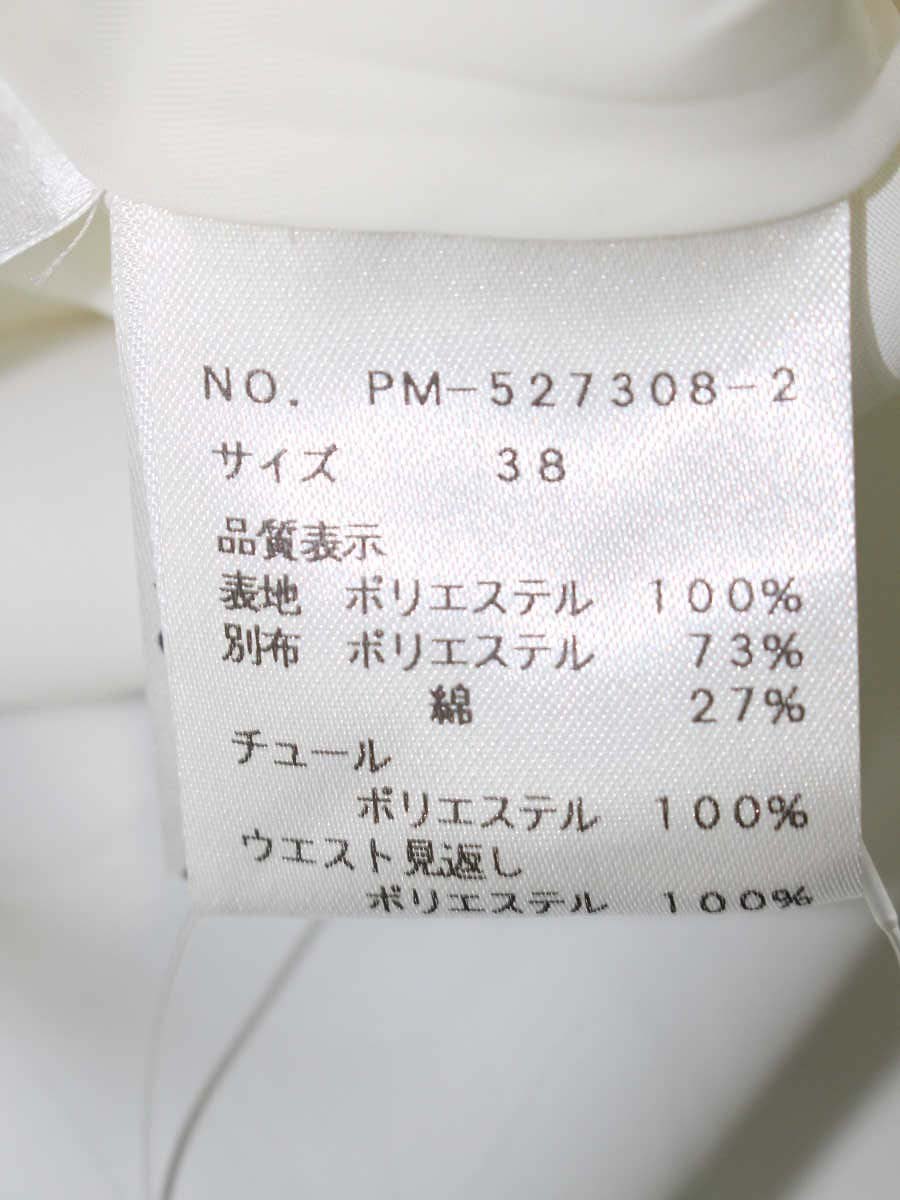 NO. PM-527308-2
サイズ 38
品質表示
表地 ポリエステル 100%
別布 ポリエステル 73%
綿 27%
チュール
ポリエステル 100%
ウエスト見返し
ポリエステル 100%